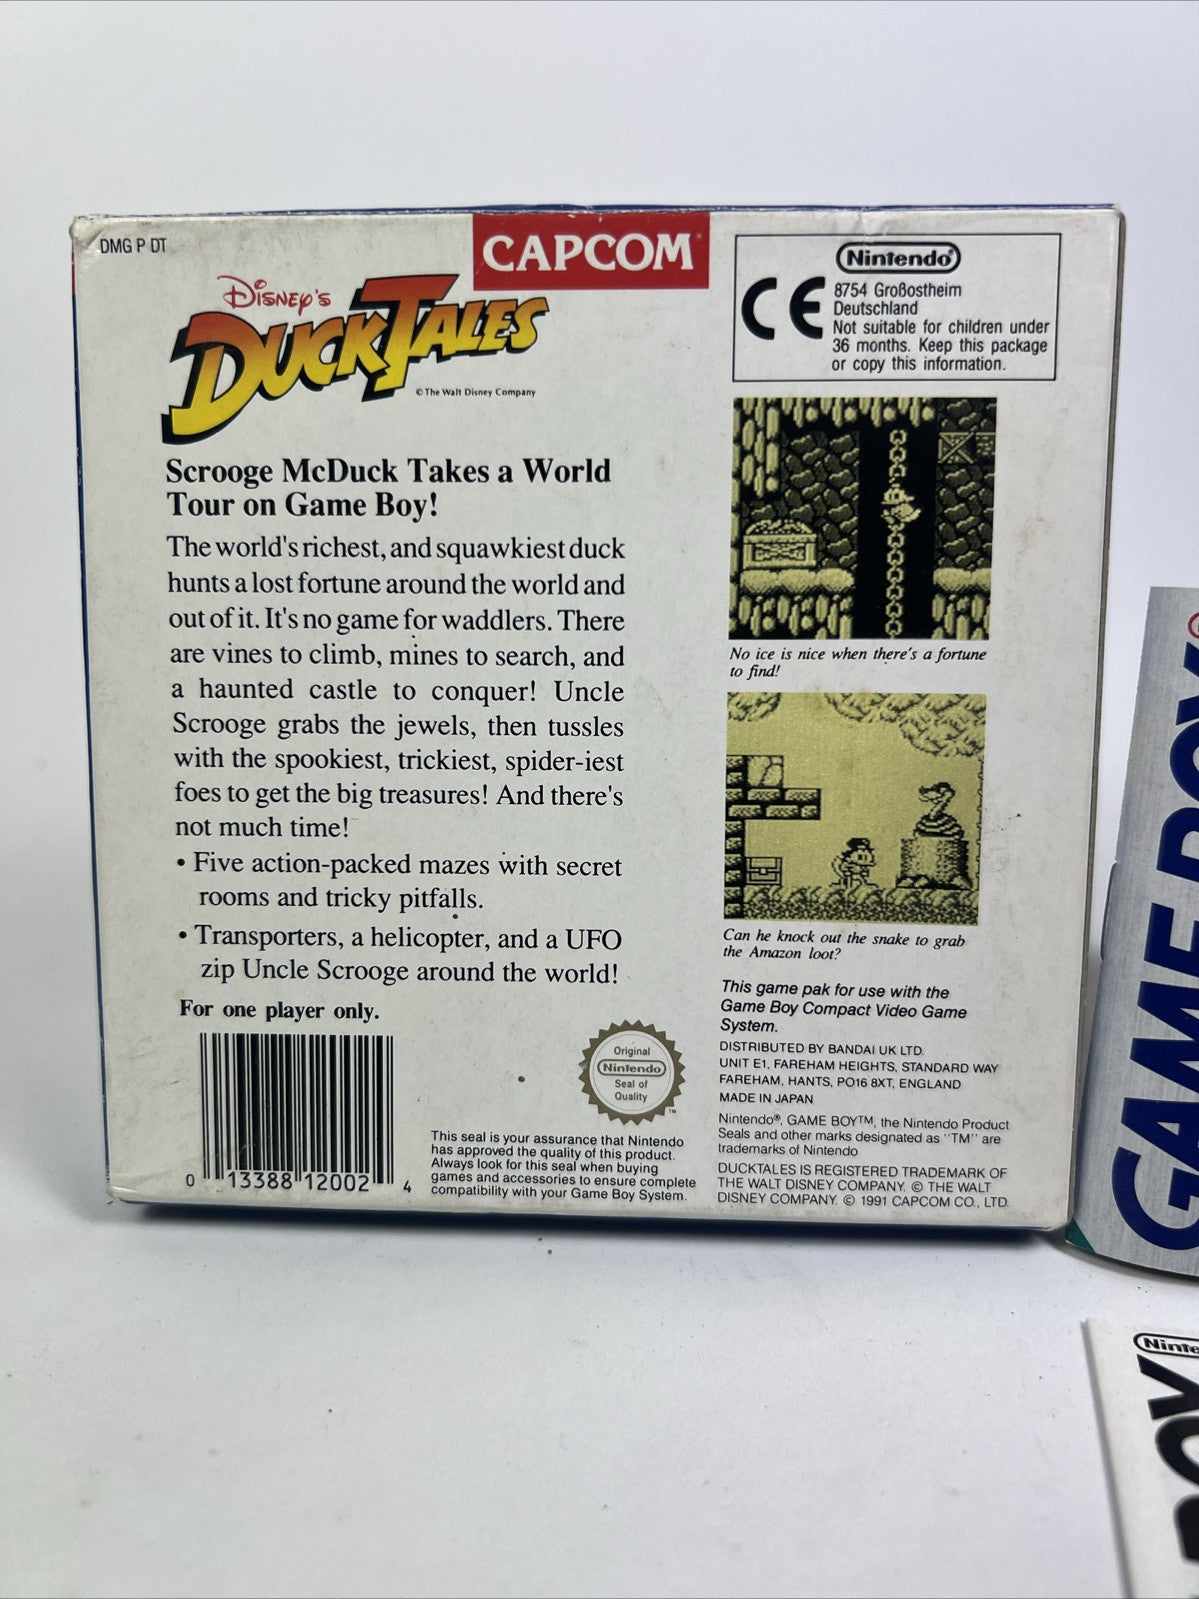 DMG P DT
CAPCOM
DISNEY'S
DUCKTALES
© The Walt Disney Company
Scrooge McDuck Takes a World
Tour on Game Boy!
The world's richest, and squawkiest duck
hunts a lost fortune around the world and
out of it. It's no game for waddlers. There
are vines to climb, mines to search, and
a haunted castle to conquer! Uncle
Scrooge grabs the jewels, then tussles
with the spookiest, trickiest, spider-iest
foes to get the big treasures! And there's
not much time!
• Five action-packed mazes with secret
rooms and tricky pitfalls.
• Transporters, a helicopter, and a UFO
zip Uncle Scrooge around the world!
For one player only.
0 13388 12002 4
Original
Nintendo
Seal of
Quality
TM
This seal is your assurance that Nintendo
has approved the quality of this product.
Always look for this seal when buying
games and accessories to ensure complete
compatibility with your Game Boy System.
CE
Nintendo®
8754 Großostheim
Deutschland
Not suitable for children under
36 months. Keep this package
or copy this information.
No ice is nice when there's a fortune
to find!
Can he knock out the snake to grab
the Amazon loot?
This game pak for use with the
Game Boy Compact Video Game
System.
DISTRIBUTED BY BANDAI UK LTD.
UNIT E1, FAREHAM HEIGHTS, STANDARD WAY
FAREHAM, HANTS, PO16 8XT, ENGLAND
MADE IN JAPAN
Nintendo®, GAME BOY™, the Nintendo Product
Seals and other marks designated as "TM" are
trademarks of Nintendo
DUCKTALES IS REGISTERED TRADEMARK OF
THE WALT DISNEY COMPANY. © THE WALT
DISNEY COMPANY. © 1991 CAPCOM CO., LTD.
GAME BOY